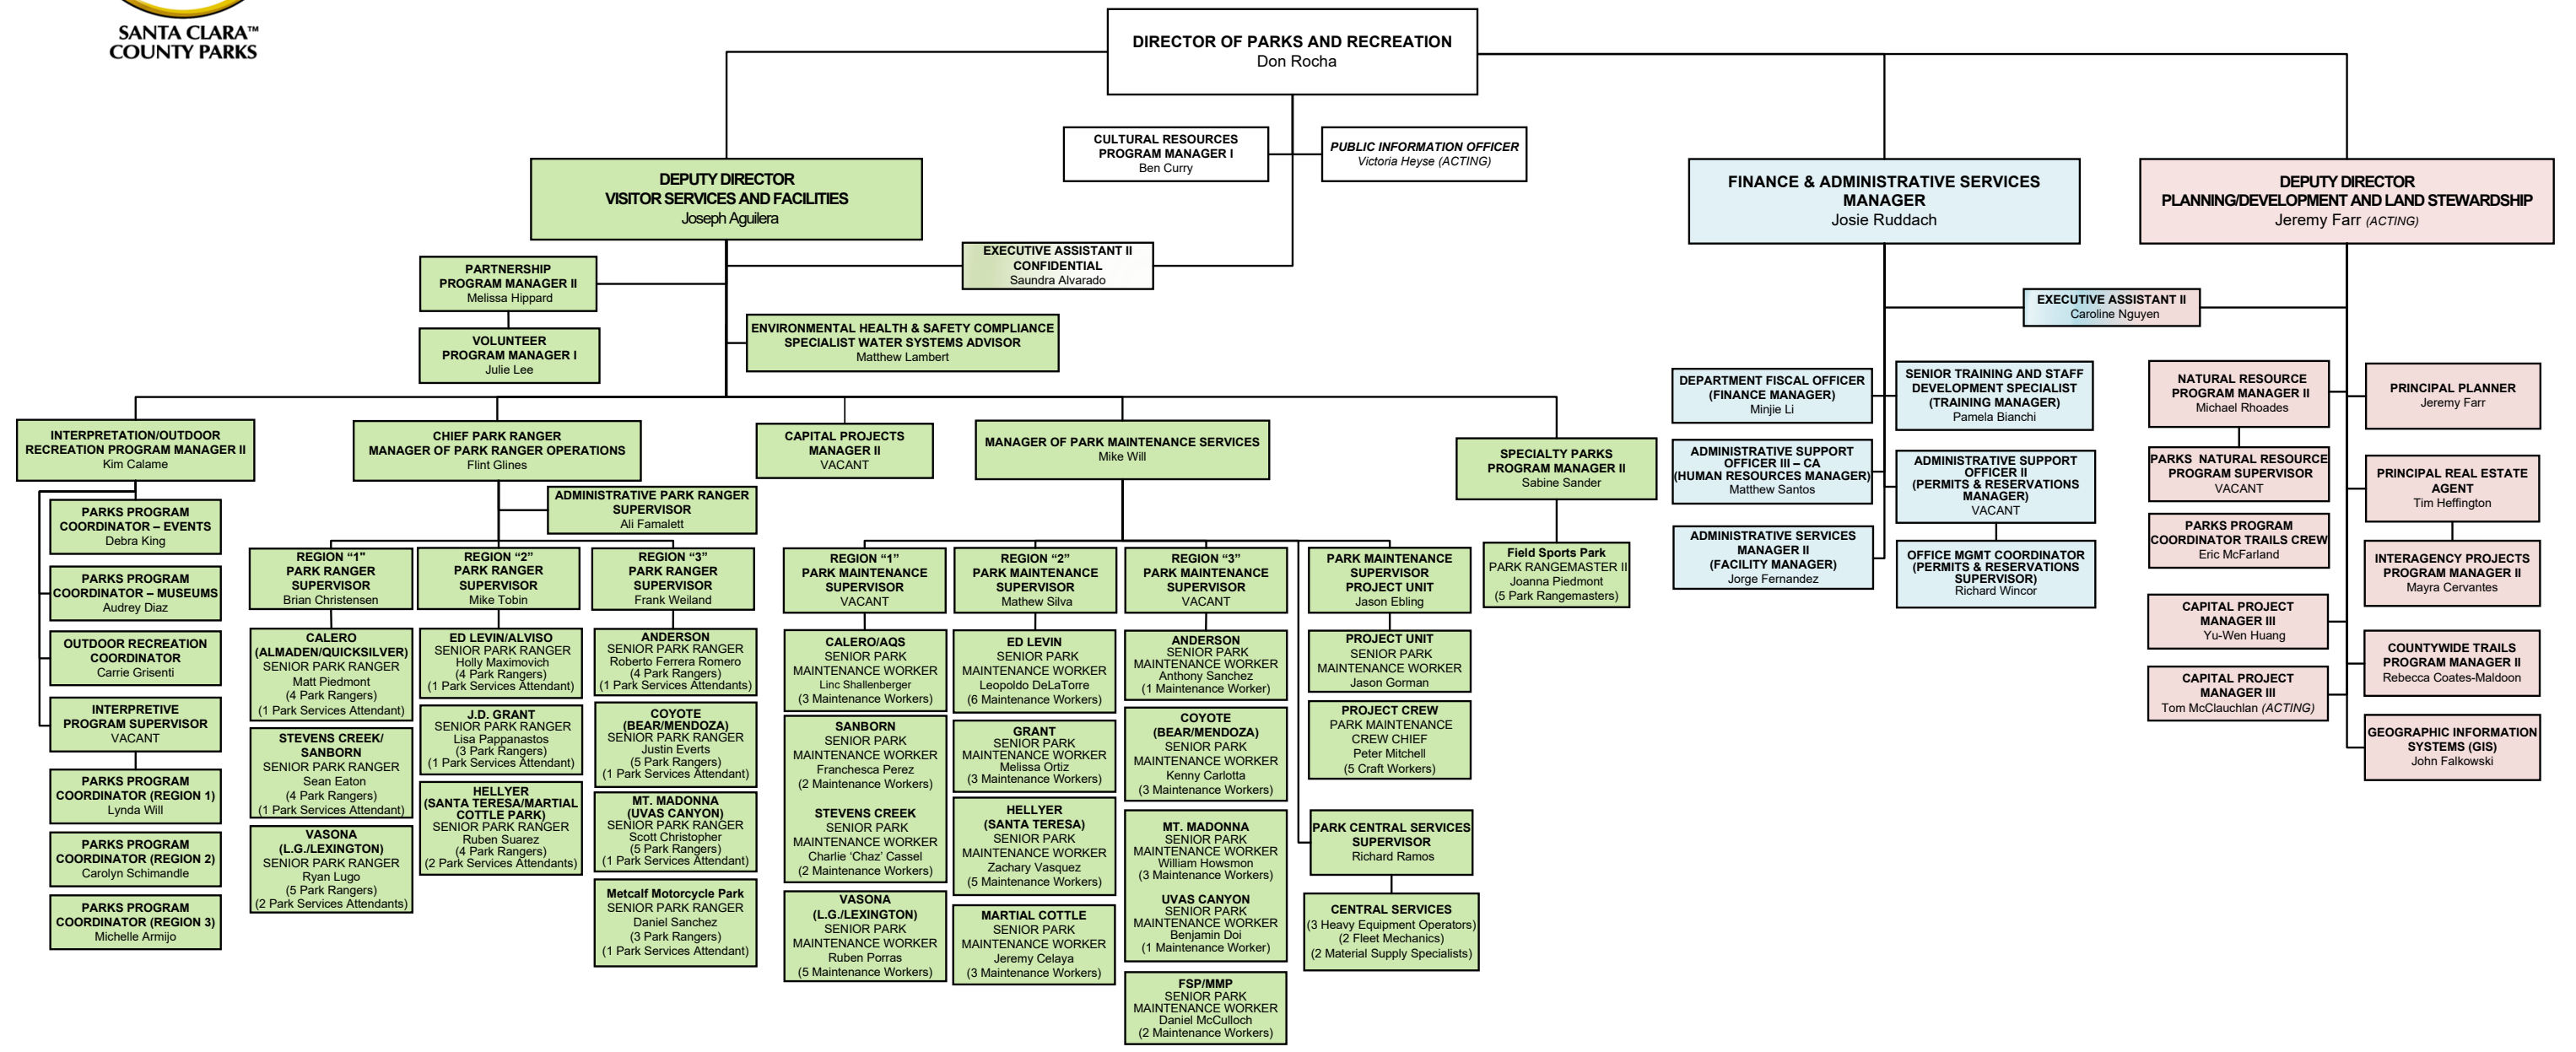 SANTA CLARA™
COUNTY PARKS
DIRECTOR OF PARKS AND RECREATION
Don Rocha
CULTURAL RESOURCES
PROGRAM MANAGER I
Ben Curry
PUBLIC INFORMATION OFFICER
Victoria Heyse (ACTING)
DEPUTY DIRECTOR
VISITOR SERVICES AND FACILITIES
Joseph Aguilera
FINANCE & ADMINISTRATIVE SERVICES
MANAGER
Josie Ruddach
DEPUTY DIRECTOR
PLANNING/DEVELOPMENT AND LAND STEWARDSHIP
Jeremy Farr (ACTING)
EXECUTIVE ASSISTANT II
CONFIDENTIAL
Saundra Alvarado
PARTNERSHIP
PROGRAM MANAGER II
Melissa Hippard
VOLUNTEER
PROGRAM MANAGER I
Julie Lee
ENVIRONMENTAL HEALTH & SAFETY COMPLIANCE
SPECIALIST WATER SYSTEMS ADVISOR
Matthew Lambert
EXECUTIVE ASSISTANT II
Caroline Nguyen
INTERPRETATION/OUTDOOR
RECREATION PROGRAM MANAGER II
Kim Calame
PARKS PROGRAM
COORDINATOR – EVENTS
Debra King
PARKS PROGRAM
COORDINATOR – MUSEUMS
Audrey Diaz
OUTDOOR RECREATION
COORDINATOR
Carrie Grisenti
INTERPRETIVE
PROGRAM SUPERVISOR
VACANT
PARKS PROGRAM
COORDINATOR (REGION 1)
Lynda Will
PARKS PROGRAM
COORDINATOR (REGION 2)
Carolyn Schimandle
PARKS PROGRAM
COORDINATOR (REGION 3)
Michelle Armijo
CHIEF PARK RANGER
MANAGER OF PARK RANGER OPERATIONS
Flint Glines
ADMINISTRATIVE PARK RANGER
SUPERVISOR
Ali Famalett
REGION “1"
PARK RANGER
SUPERVISOR
Brian Christensen
CALERO
(ALMADEN/QUICKSILVER)
SENIOR PARK RANGER
Matt Piedmont
(4 Park Rangers)
(1 Park Services Attendant)
STEVENS CREEK/
SANBORN
SENIOR PARK RANGER
Sean Eaton
(4 Park Rangers)
(1 Park Services Attendant)
VASONA
(L.G./LEXINGTON)
SENIOR PARK RANGER
Ryan Lugo
(5 Park Rangers)
(2 Park Services Attendants)
REGION “2”
PARK RANGER
SUPERVISOR
Mike Tobin
ED LEVIN/ALVISO
SENIOR PARK RANGER
Holly Maximovich
(4 Park Rangers)
(1 Park Services Attendant)
J.D. GRANT
SENIOR PARK RANGER
Lisa Pappanastos
(3 Park Rangers)
(1 Park Services Attendant)
HELLYER
(SANTA TERESA/MARTIAL
COTTLE PARK)
SENIOR PARK RANGER
Ruben Suarez
(4 Park Rangers)
(2 Park Services Attendants)
REGION “3”
PARK RANGER
SUPERVISOR
Frank Weiland
ANDERSON
SENIOR PARK RANGER
Roberto Ferrera Romero
(4 Park Rangers)
(1 Park Services Attendants)
COYOTE
(BEAR/MENDOZA)
SENIOR PARK RANGER
Justin Everts
(5 Park Rangers)
(1 Park Services Attendant)
MT. MADONNA
(UVAS CANYON)
SENIOR PARK RANGER
Scott Christopher
(5 Park Rangers)
(1 Park Services Attendant)
Metcalf Motorcycle Park
SENIOR PARK RANGER
Daniel Sanchez
(3 Park Rangers)
(1 Park Services Attendant)
CAPITAL PROJECTS
MANAGER II
VACANT
MANAGER OF PARK MAINTENANCE SERVICES
Mike Will
REGION “1”
PARK MAINTENANCE
SUPERVISOR
VACANT
CALERO/AQS
SENIOR PARK
MAINTENANCE WORKER
Linc Shallenberger
(3 Maintenance Workers)
SANBORN
SENIOR PARK
MAINTENANCE WORKER
Franchesca Perez
(2 Maintenance Workers)
STEVENS CREEK
SENIOR PARK
MAINTENANCE WORKER
Charlie ‘Chaz’ Cassel
(2 Maintenance Workers)
VASONA
(L.G./LEXINGTON)
SENIOR PARK
MAINTENANCE WORKER
Ruben Porras
(5 Maintenance Workers)
REGION “2”
PARK MAINTENANCE
SUPERVISOR
Mathew Silva
ED LEVIN
SENIOR PARK
MAINTENANCE WORKER
Leopoldo DeLaTorre
(6 Maintenance Workers)
GRANT
SENIOR PARK
MAINTENANCE WORKER
Melissa Ortiz
(3 Maintenance Workers)
HELLYER
(SANTA TERESA)
SENIOR PARK
MAINTENANCE WORKER
Zachary Vasquez
(5 Maintenance Workers)
MARTIAL COTTLE
SENIOR PARK
MAINTENANCE WORKER
Jeremy Celaya
(3 Maintenance Workers)
REGION “3”
PARK MAINTENANCE
SUPERVISOR
VACANT
ANDERSON
SENIOR PARK
MAINTENANCE WORKER
Anthony Sanchez
(1 Maintenance Worker)
COYOTE
(BEAR/MENDOZA)
SENIOR PARK
MAINTENANCE WORKER
Kenny Carlotta
(3 Maintenance Workers)
MT. MADONNA
SENIOR PARK
MAINTENANCE WORKER
William Howsmon
(3 Maintenance Workers)
UVAS CANYON
SENIOR PARK
MAINTENANCE WORKER
Benjamin Doi
(1 Maintenance Worker)
FSP/MMP
SENIOR PARK
MAINTENANCE WORKER
Daniel McCulloch
(2 Maintenance Workers)
PARK MAINTENANCE
SUPERVISOR
PROJECT UNIT
Jason Ebling
PROJECT UNIT
SENIOR PARK
MAINTENANCE WORKER
Jason Gorman
PROJECT CREW
PARK MAINTENANCE
CREW CHIEF
Peter Mitchell
(5 Craft Workers)
PARK CENTRAL SERVICES
SUPERVISOR
Richard Ramos
CENTRAL SERVICES
(3 Heavy Equipment Operators)
(2 Fleet Mechanics)
(2 Material Supply Specialists)
SPECIALTY PARKS
PROGRAM MANAGER II
Sabine Sander
Field Sports Park
PARK RANGEMASTER II
Joanna Piedmont
(5 Park Rangemasters)
DEPARTMENT FISCAL OFFICER
(FINANCE MANAGER)
Minjie Li
SENIOR TRAINING AND STAFF
DEVELOPMENT SPECIALIST
(TRAINING MANAGER)
Pamela Bianchi
ADMINISTRATIVE SUPPORT
OFFICER III – CA
(HUMAN RESOURCES MANAGER)
Matthew Santos
ADMINISTRATIVE SUPPORT
OFFICER II
(PERMITS & RESERVATIONS
MANAGER)
VACANT
ADMINISTRATIVE SERVICES
MANAGER II
(FACILITY MANAGER)
Jorge Fernandez
OFFICE MGMT COORDINATOR
(PERMITS & RESERVATIONS
SUPERVISOR)
Richard Wincor
NATURAL RESOURCE
PROGRAM MANAGER II
Michael Rhoades
PARKS NATURAL RESOURCE
PROGRAM SUPERVISOR
VACANT
PARKS PROGRAM
COORDINATOR TRAILS CREW
Eric McFarland
CAPITAL PROJECT
MANAGER III
Yu-Wen Huang
CAPITAL PROJECT
MANAGER III
Tom McClauchlan (ACTING)
PRINCIPAL PLANNER
Jeremy Farr
PRINCIPAL REAL ESTATE
AGENT
Tim Heffington
INTERAGENCY PROJECTS
PROGRAM MANAGER II
Mayra Cervantes
COUNTYWIDE TRAILS
PROGRAM MANAGER II
Rebecca Coates-Maldoon
GEOGRAPHIC INFORMATION
SYSTEMS (GIS)
John Falkowski